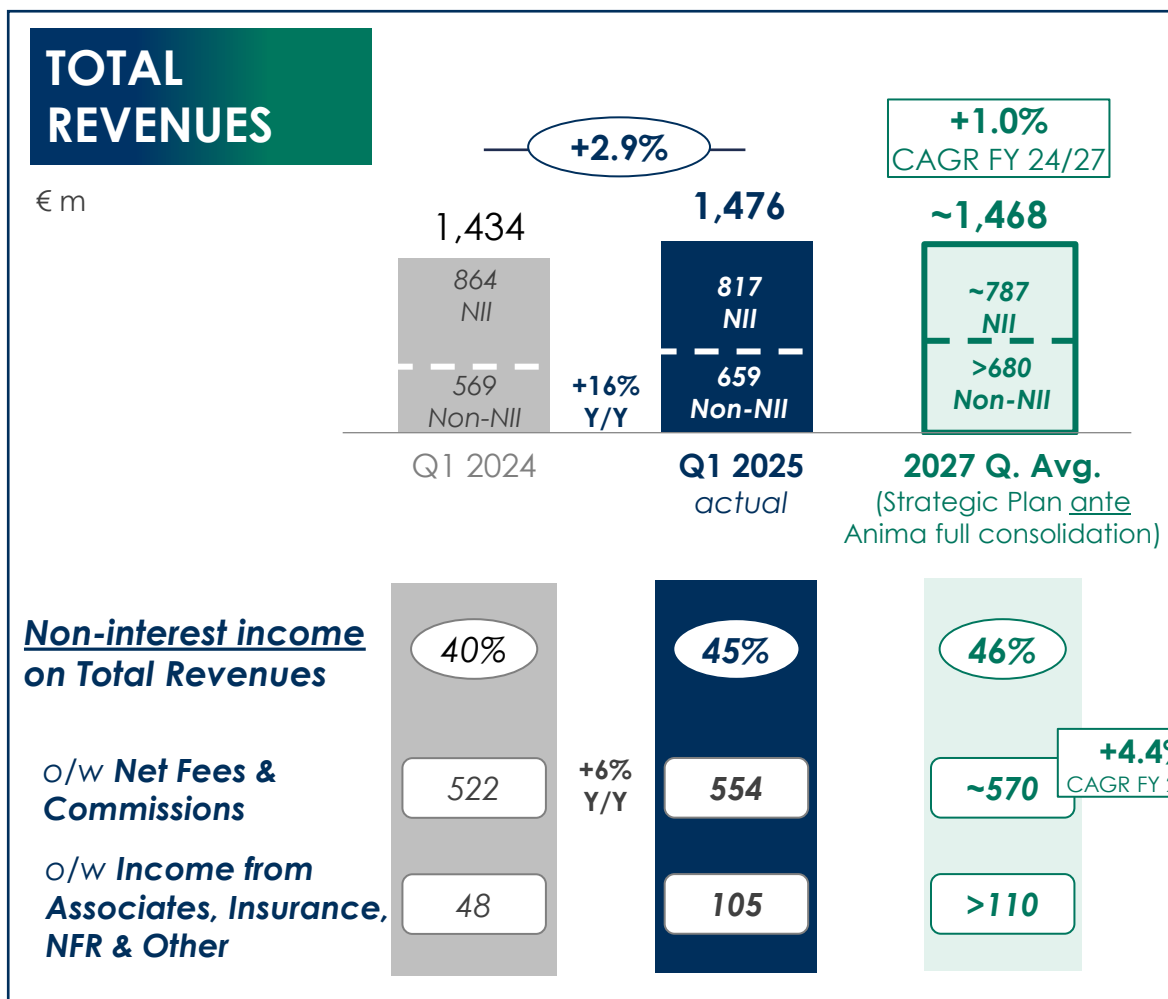 TOTAL
REVENUES
€ m
+2.9%
+1.0%
CAGR FY 24/27
1,434
1,476
~1,468
864
NII
817
NII
~787
NII
569
Non-NII
+16%
Y/Y
659
Non-NII
>680
Non-NII
Q1 2024
Q1 2025
actual
2027 Q. Avg.
(Strategic Plan ante
Anima full consolidation)
Non-interest income
on Total Revenues
40%
45%
46%
o/w Net Fees &
Commissions
522
+6%
Y/Y
554
~570
+4.4%
CAGR FY
o/w Income from
Associates, Insurance,
NFR & Other
48
105
>110